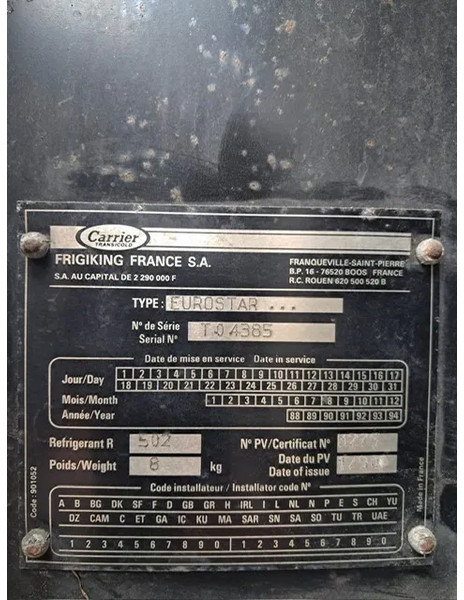 Carrier
TRANSICOLD
FRIGIKING FRANCE S.A.
S.A. AU CAPITAL DE 2 290 000 F
FRANQUEVILLE-SAINT-PIERRE
B.P. 16 - 76520 BOOS FRANCE
R.C. ROUEN 620 500 520 B
TYPE: EUROSTAR ...
N° de Série
Serial N° T04385
Date de mise en service Date in service
Jour/Day 1 2 3 4 5 6 7 8 9 10 11 12 13 14 15 16 17
18 19 20 21 22 23 24 25 26 27 28 29 30 31
Mois/Month 1 2 3 4 5 6 7 8 9 10 11 12
Année/Year 88 89 90 91 92 93 94
Refrigerant R 502
Poids/Weight 8 kg
N° PV/Certificat N°
Date du PV
Date of issue
Code installateur / Installator code N°
A B BG DK SF F D GB GR H IRL I L NL N P E S CH YU
DZ CAM C ET GA IC KU MA SAR SN SA SO TU TR UAE
1 2 3 4 5 6 7 8 9 0 1 2 3 4 5 6 7 8 9 0
Code : 901052
Made in France